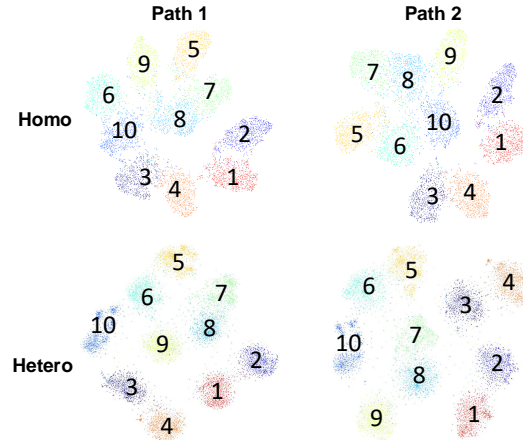 Path 1 Path 2
5 9
9 7 8
6 7 2
10 8 10
2 5 6 1
Homo
3 4 1 3 4
5 5 4
6 7 6 3
10 8 10 7
9 2 8 2
Hetero
3 1 9 1
4